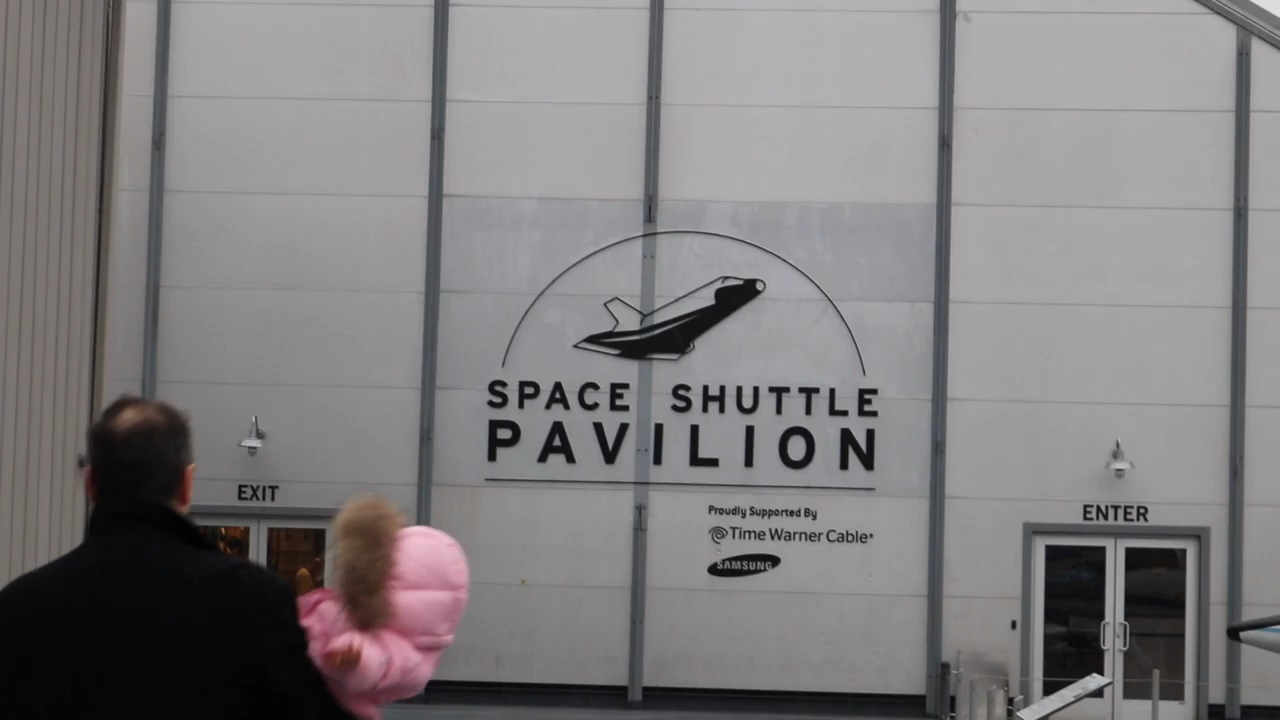 SPACE SHUTTLE
PAVILION
EXIT
Proudly Supported By
Time Warner Cable
SAMSUNG
ENTER